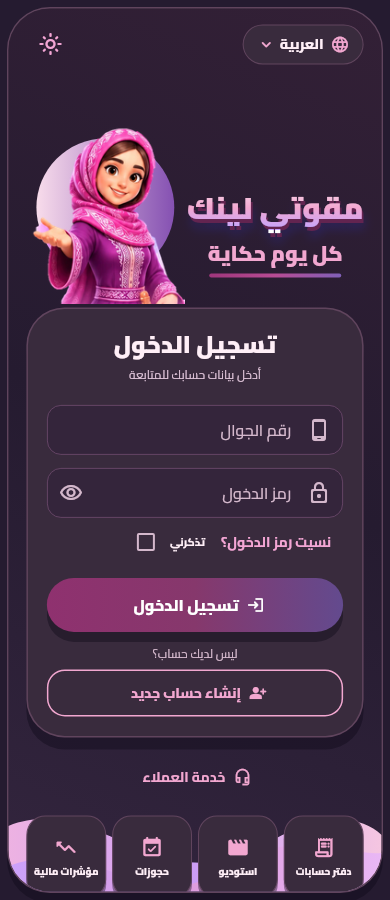 العربية
مقوتي لينك
كل يوم حكاية
تسجيل الدخول
أدخل بيانات حسابك للمتابعة
رقم الجوال
رمز الدخول
نسيت رمز الدخول؟ تذكرني
تسجيل الدخول
ليس لديك حساب؟
إنشاء حساب جديد
خدمة العملاء
دفتر حسابات
استوديو
حجوزات
مؤشرات مالية